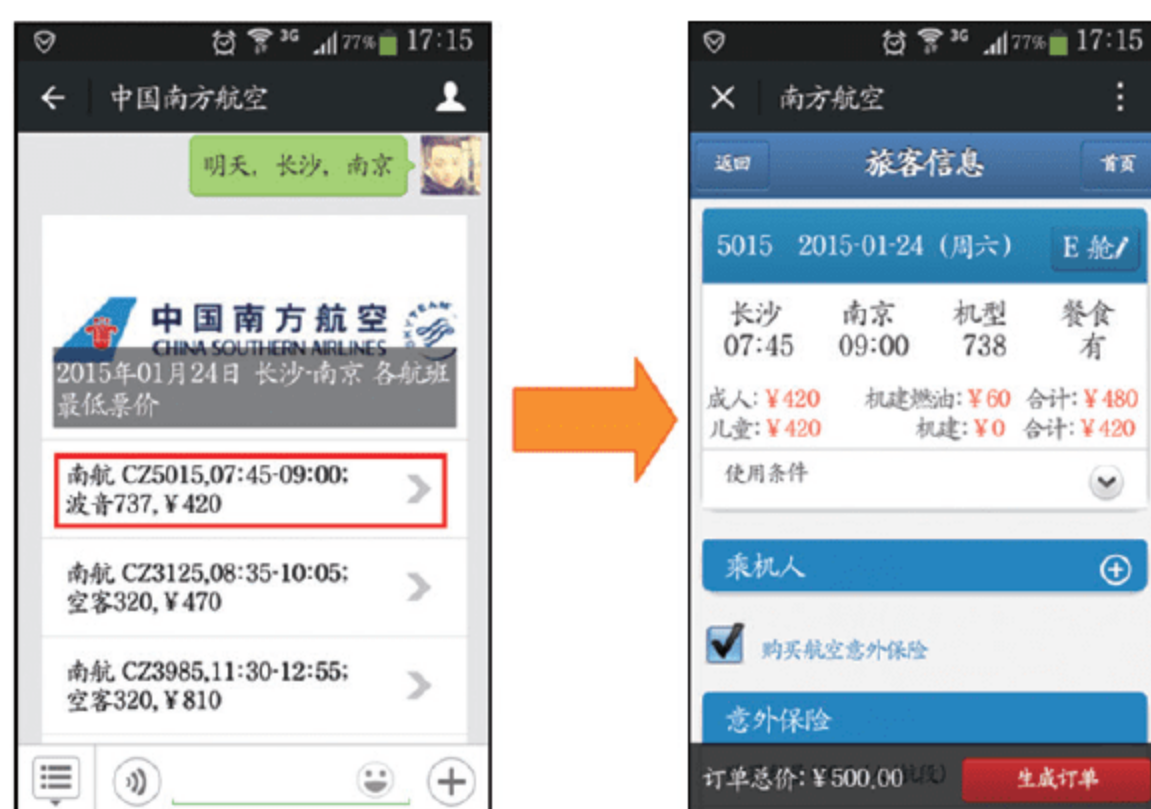 3G 77% 17:15
中国南方航空
明天, 长沙, 南京
中国南方航空
CHINA SOUTHERN AIRLINES
SKYTEAM
2015年01月24日 长沙-南京 各航班
最低票价
南航 CZ5015,07:45-09:00;
波音737,¥420
南航 CZ3125,08:35-10:05;
空客320,¥470
南航 CZ3985,11:30-12:55;
空客320,¥810
3G 77% 17:15
南方航空
返回 旅客信息 首页
5015 2015-01-24 (周六) E 舱
长沙 南京 机型 餐食
07:45 09:00 738 有
成人:¥420 机建燃油:¥60 合计:¥480
儿童:¥420 机建:¥0 合计:¥420
使用条件
乘机人
购买航空意外保险
意外保险
订单总价:¥500.00 生成订单